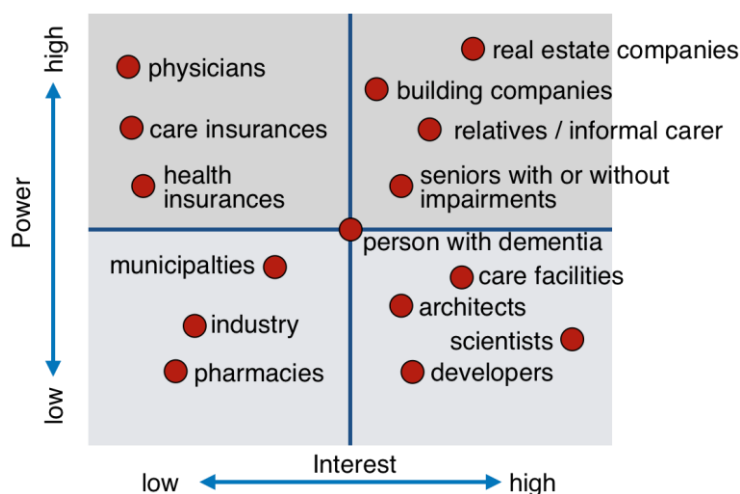 high
real estate companies
physicians
building companies
care insurances
relatives / informal carer
health
insurances
seniors with or without
impairments
Power
person with dementia
municipalties
care facilities
architects
industry
scientists
pharmacies
developers
low
Interest
low
high